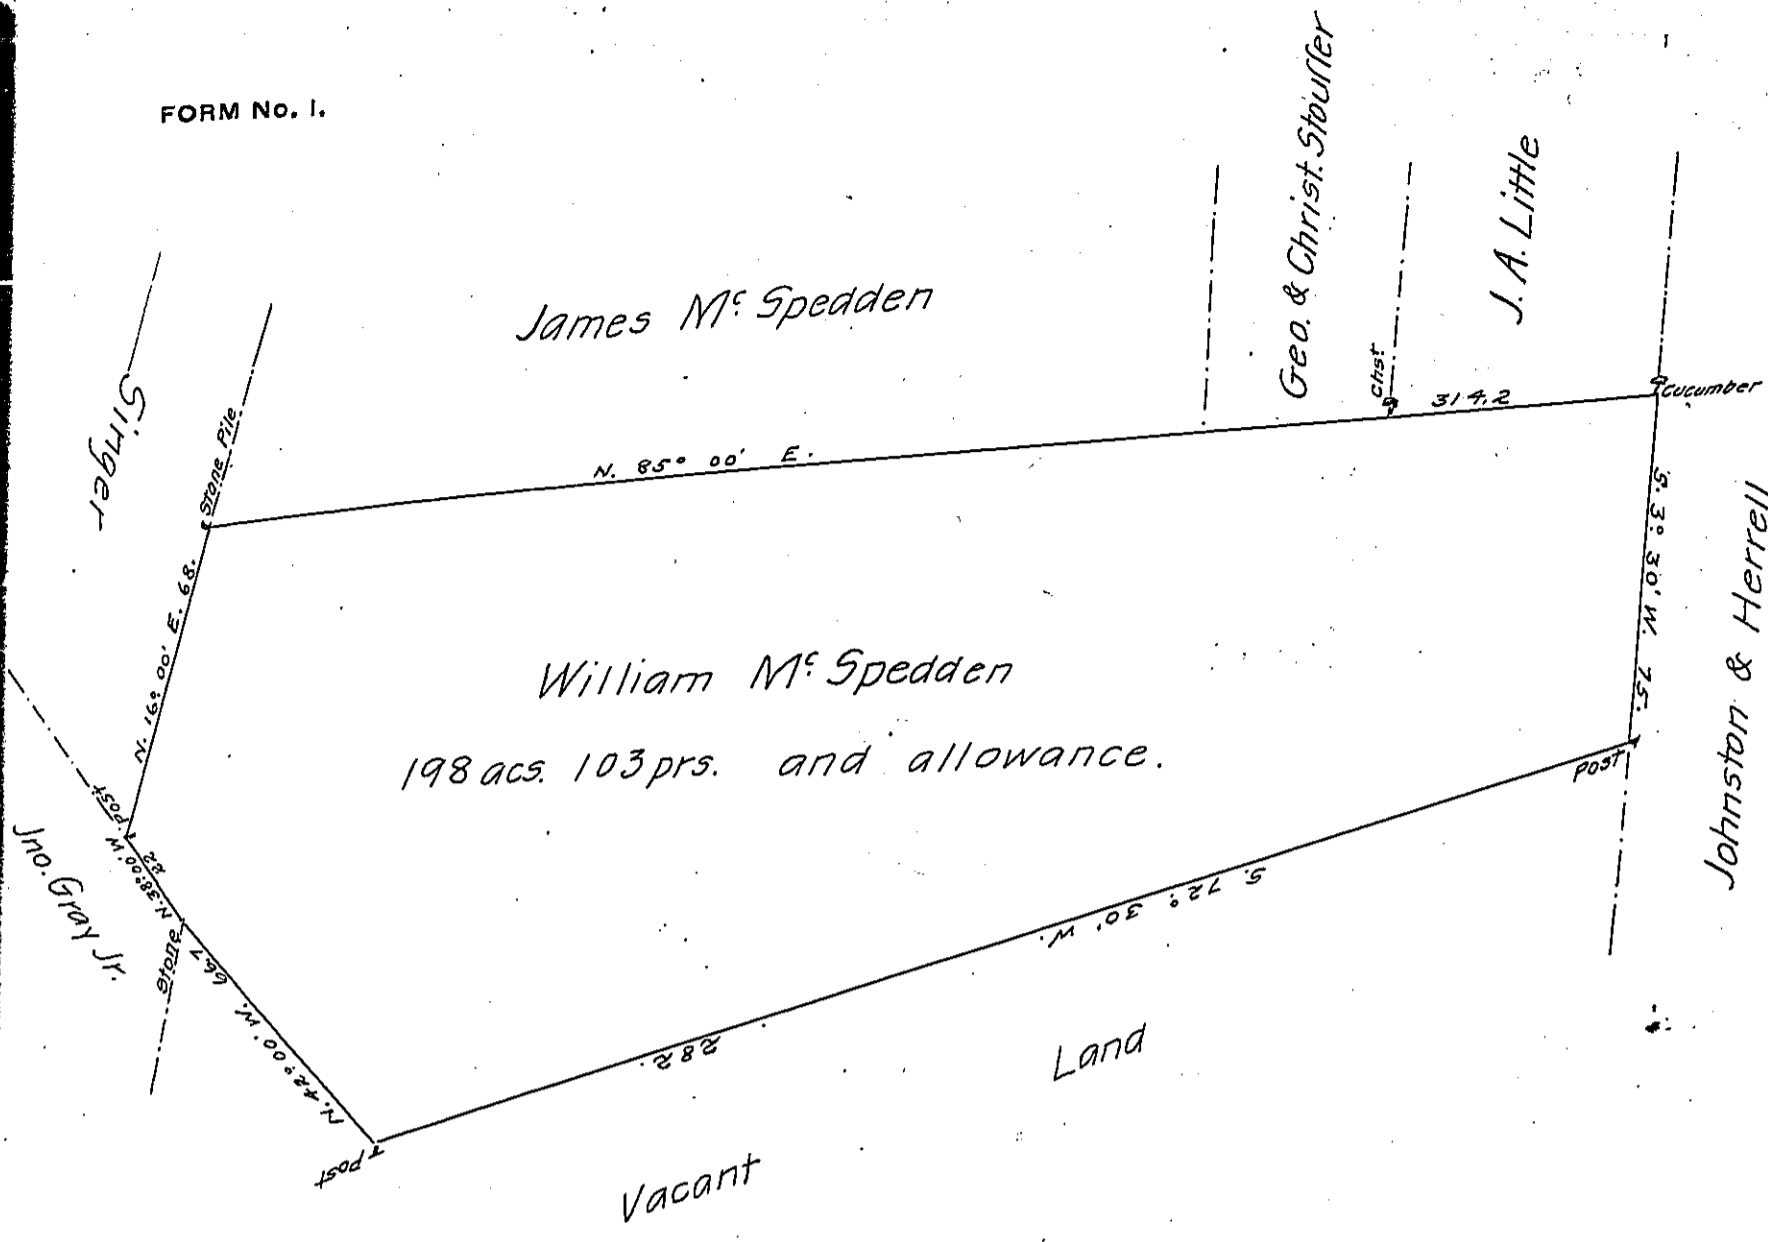 FORM No. 1.
Geo. & Christ. Stouffer
J. A. Little
James Mc Spedden
Singer
Stone Pile
N. 85° 00' E.
Chst
314.2
Cucumber
N. 16° 00' E. 68.
S. 3° 30' W. 75.
Johnston & Herrell
William Mc Spedden
198 acs. 103 prs. and allowance.
Post
Post
N. 38° 00' W
22
Jno. Gray Jr.
Stone
N. 42° 00' W. 66.7
S. 72° 30' W.
282.
Post
Vacant Land